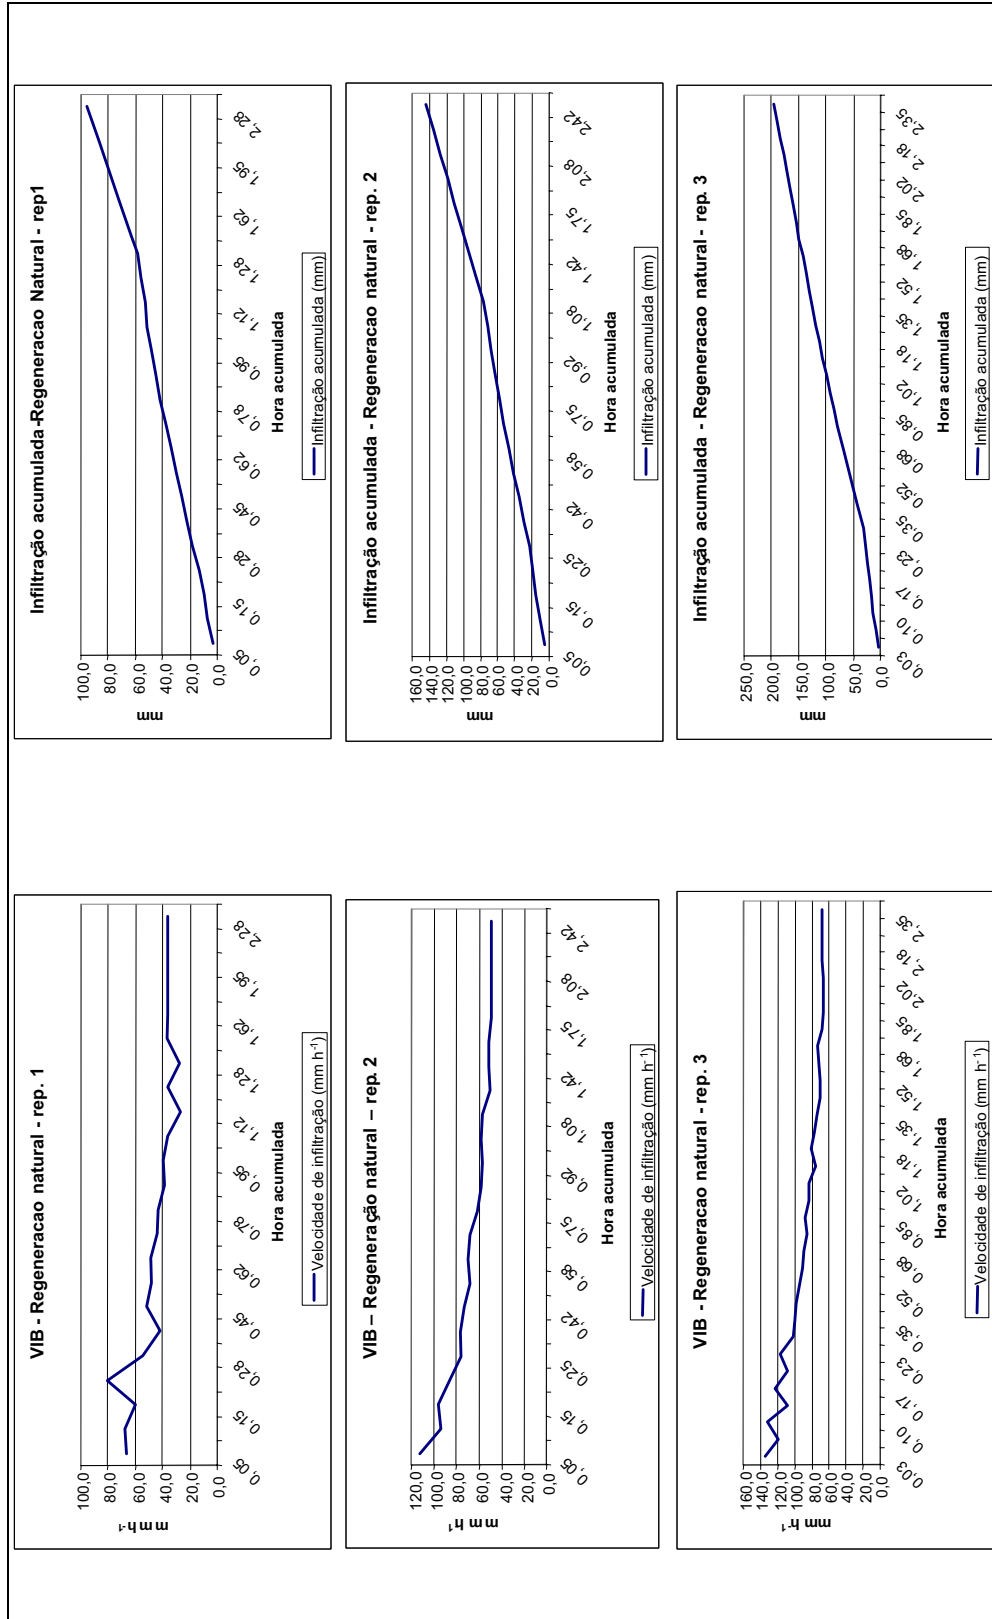 VIB - Regeneracao natural - rep. 1
100,0
80,0
60,0
40,0
20,0
0,0
mm h-1
0,05 0,15 0,28 0,45 0,62 0,78 0,95 1,12 1,28 1,62 1,95 2,28
Hora acumulada
Velocidade de infiltração (mm h-1)
Infiltração acumulada-Regeneracao Natural - rep1
100,0
80,0
60,0
40,0
20,0
0,0
mm
0,05 0,15 0,28 0,45 0,62 0,78 0,95 1,12 1,28 1,62 1,95 2,28
Hora acumulada
Infiltração acumulada (mm)
VIB – Regeneração natural – rep. 2
120,0
100,0
80,0
60,0
40,0
20,0
0,0
mm h1
0,05 0,15 0,25 0,42 0,58 0,75 0,92 1,08 1,42 1,75 2,08 2,42
Hora acumulada
Velocidade de infiltração (mm h-1)
Infiltração acumulada - Regeneracao natural - rep. 2
160,0
140,0
120,0
100,0
80,0
60,0
40,0
20,0
0,0
mm
0,05 0,15 0,25 0,42 0,58 0,75 0,92 1,08 1,42 1,75 2,08 2,42
Hora acumulada
Infiltração acumulada (mm)
VIB - Regeneracao natural - rep. 3
160,0
140,0
120,0
100,0
80,0
60,0
40,0
20,0
0,0
mm h-1
0,03 0,10 0,17 0,23 0,35 0,52 0,68 0,85 1,02 1,18 1,35 1,52 1,68 1,85 2,02 2,18 2,35
Hora acumulada
Velocidade de infiltração (mm h-1)
Infiltração acumulada - Regeneracao natural - rep. 3
250,0
200,0
150,0
100,0
50,0
0,0
mm
0,03 0,10 0,17 0,23 0,35 0,52 0,68 0,85 1,02 1,18 1,35 1,52 1,68 1,85 2,02 2,18 2,35
Hora acumulada
Infiltração acumulada (mm)